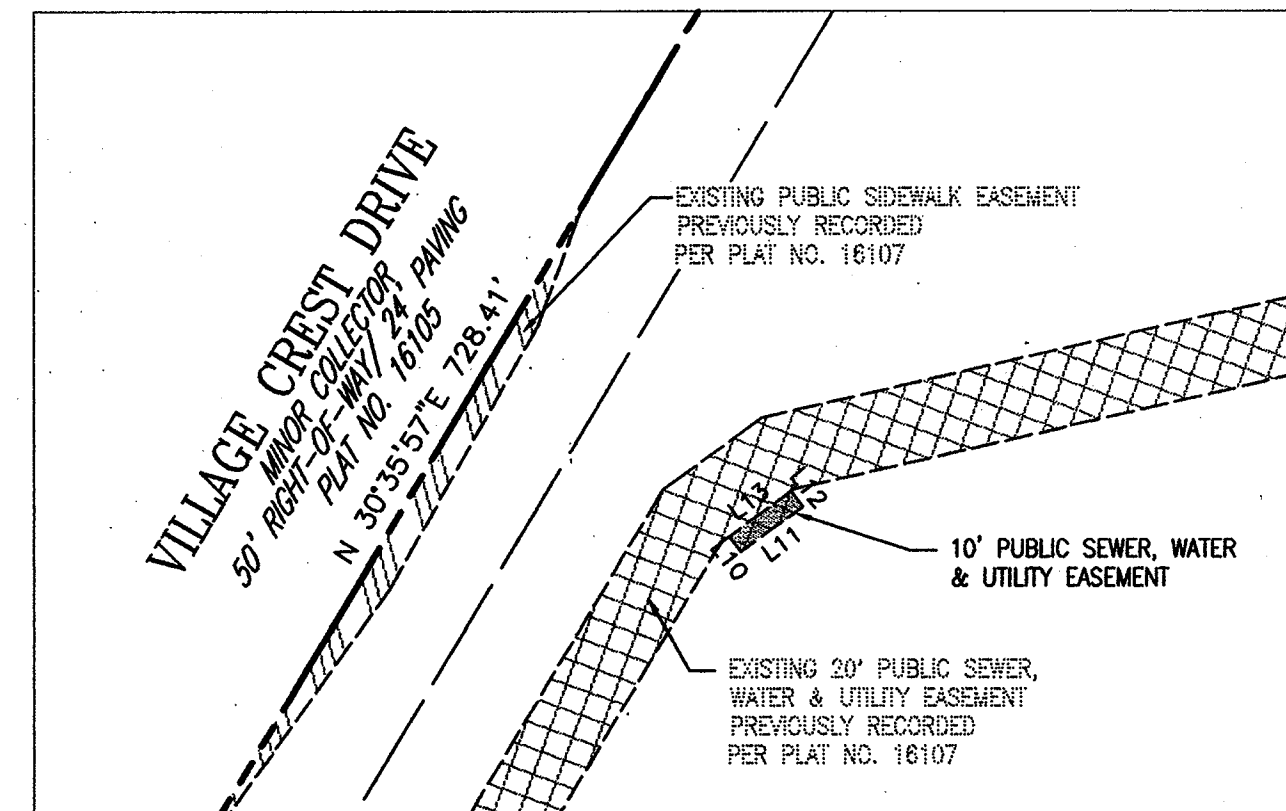 VILLAGE CREST DRIVE
MINOR COLLECTOR
50' RIGHT-OF-WAY/ 24 PAVING
PLAT NO. 16105
N 30°35'57"E 728.41'
EXISTING PUBLIC SIDEWALK EASEMENT
PREVIOUSLY RECORDED
PER PLAT NO. 16107
L13
L12
L10
L11
10' PUBLIC SEWER, WATER
& UTILITY EASEMENT
EXISTING 20' PUBLIC SEWER,
WATER & UTILITY EASEMENT
PREVIOUSLY RECORDED
PER PLAT NO. 16107